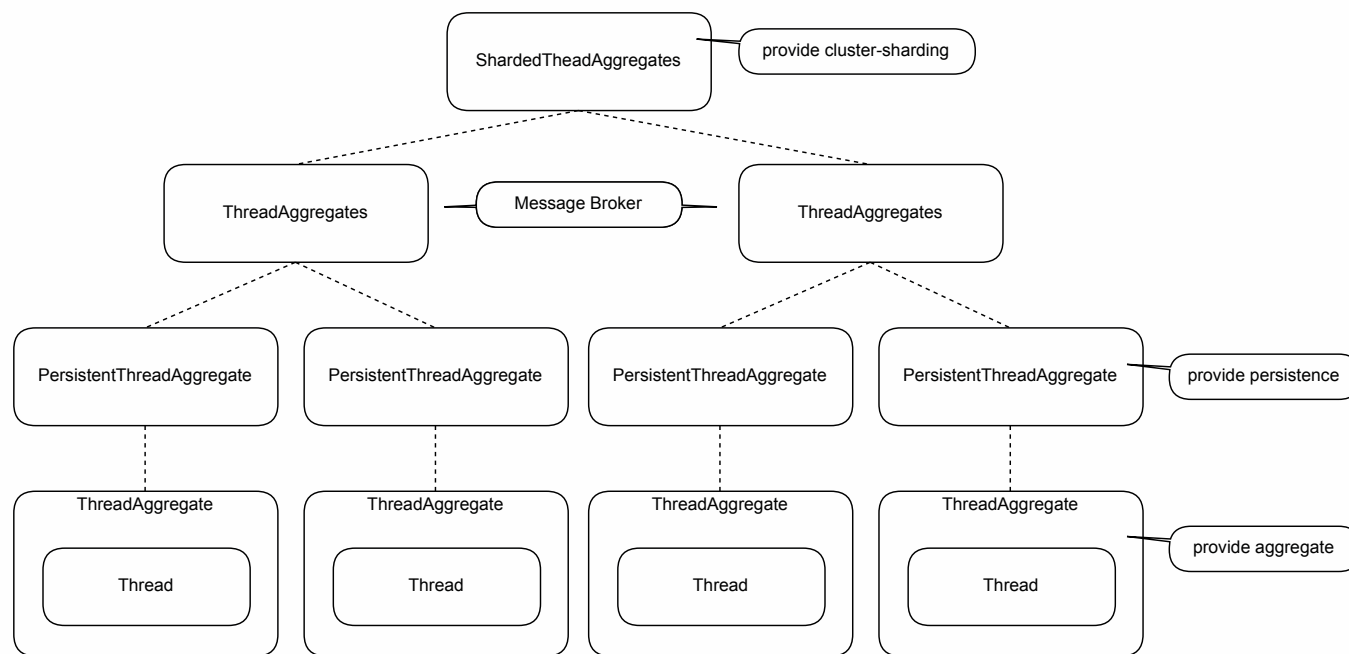 ShardedTheadAggregates
provide cluster-sharding
ThreadAggregates
Message Broker
ThreadAggregates
PersistentThreadAggregate
PersistentThreadAggregate
PersistentThreadAggregate
PersistentThreadAggregate
provide persistence
ThreadAggregate
ThreadAggregate
ThreadAggregate
ThreadAggregate
provide aggregate
Thread
Thread
Thread
Thread